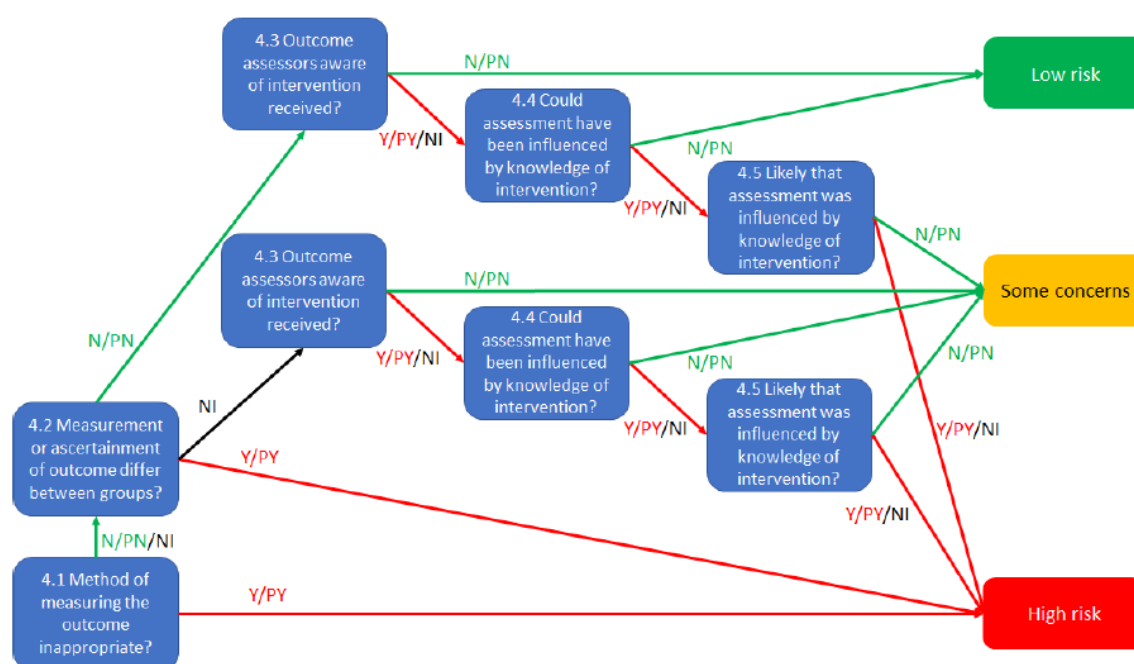 4.3 Outcome
assessors aware
of intervention
received?
N/PN
Low risk
Y/PY/NI
4.4 Could
assessment have
been influenced
by knowledge of
intervention?
N/PN
Y/PY/NI
4.5 Likely that
assessment was
influenced by
knowledge of
intervention?
N/PN
4.3 Outcome
assessors aware
of intervention
received?
N/PN
Some concerns
Y/PY/NI
4.4 Could
assessment have
been influenced
by knowledge of
intervention?
N/PN
Y/PY/NI
4.5 Likely that
assessment was
influenced by
knowledge of
intervention?
N/PN
Y/PY/NI
Y/PY/NI
N/PN
NI
4.2 Measurement
or ascertainment
of outcome differ
between groups?
Y/PY
N/PN/NI
4.1 Method of
measuring the
outcome
inappropriate?
Y/PY
High risk